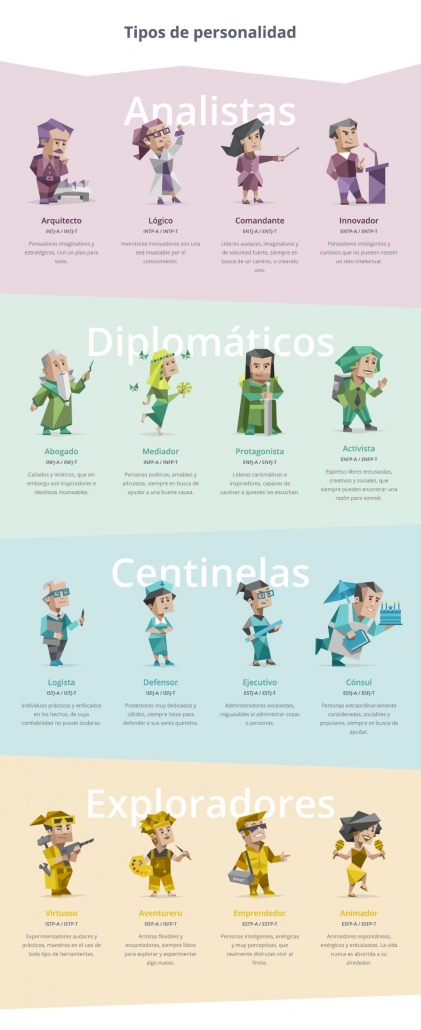 Tipos de personalidad
Analistas
Arquitecto
INTJ-A / INTJ-T
Pensadores imaginativos y
estratégicos, con un plan para
todo.
Lógico
INTP-A / INTP-T
Inventores innovadores con una
sed insaciable por el
conocimiento.
Comandante
ENTJ-A / ENTJ-T
Líderes audaces, imaginativos y
de voluntad fuerte, siempre en
busca de un camino, o creando
uno.
Innovador
ENTP-A / ENTP-T
Pensadores inteligentes y
curiosos que no pueden resistir
un reto intelectual.
Diplomáticos
Abogado
INFJ-A / INFJ-T
Callados y místicos, que sin
embargo son inspiradores e
idealistas incansables.
Mediador
INFP-A / INFP-T
Personas poéticas, amables y
altruistas, siempre en busca de
ayudar a una buena causa.
Protagonista
ENFJ-A / ENFJ-T
Líderes carismáticos e
inspiradores, capaces de
cautivar a quienes los escuchan.
Activista
ENFP-A / ENFP-T
Espíritus libres entusiastas,
creativos y sociales, que
siempre pueden encontrar una
razón para sonreír.
Centinelas
Logista
ISTJ-A / ISTJ-T
Individuos prácticos y enfocados
en los hechos, de cuya
confiabilidad no puede dudarse.
Defensor
ISFJ-A / ISFJ-T
Protectores muy dedicados y
cálidos, siempre listos para
defender a sus seres queridos.
Ejecutivo
ESTJ-A / ESTJ-T
Administradores excelentes,
inigualables al administrar cosas
o personas.
Cónsul
ESFJ-A / ESFJ-T
Personas extraordinariamente
consideradas, sociables y
populares, siempre en busca de
ayudar.
Exploradores
Virtuoso
ISTP-A / ISTP-T
Experimentadores audaces y
prácticos, maestros en el uso de
todo tipo de herramientas.
Aventurero
ISFP-A / ISFP-T
Artistas flexibles y
encantadores, siempre listos
para explorar y experimentar
algo nuevo.
Emprendedor
ESTP-A / ESTP-T
Personas inteligentes, enérgicas
y muy perceptivas, que
realmente disfrutan vivir al
límite.
Animador
ESFP-A / ESFP-T
Animadores espontáneos,
enérgicos y entusiastas. La vida
nunca es aburrida a su
alrededor.